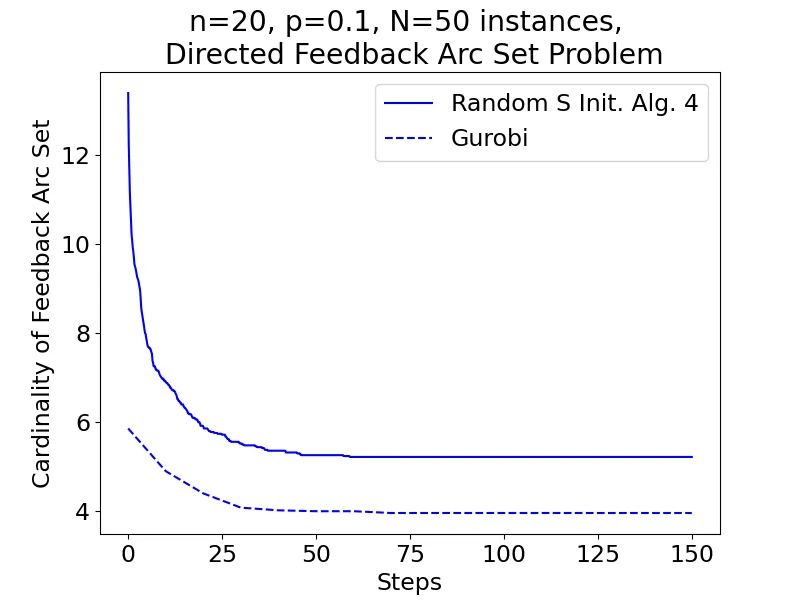 n=20, p=0.1, N=50 instances,
Directed Feedback Arc Set Problem
Random S Init. Alg. 4
Gurobi
Cardinality of Feedback Arc Set
12
10
8
6
4
0 25 50 75 100 125 150
Steps